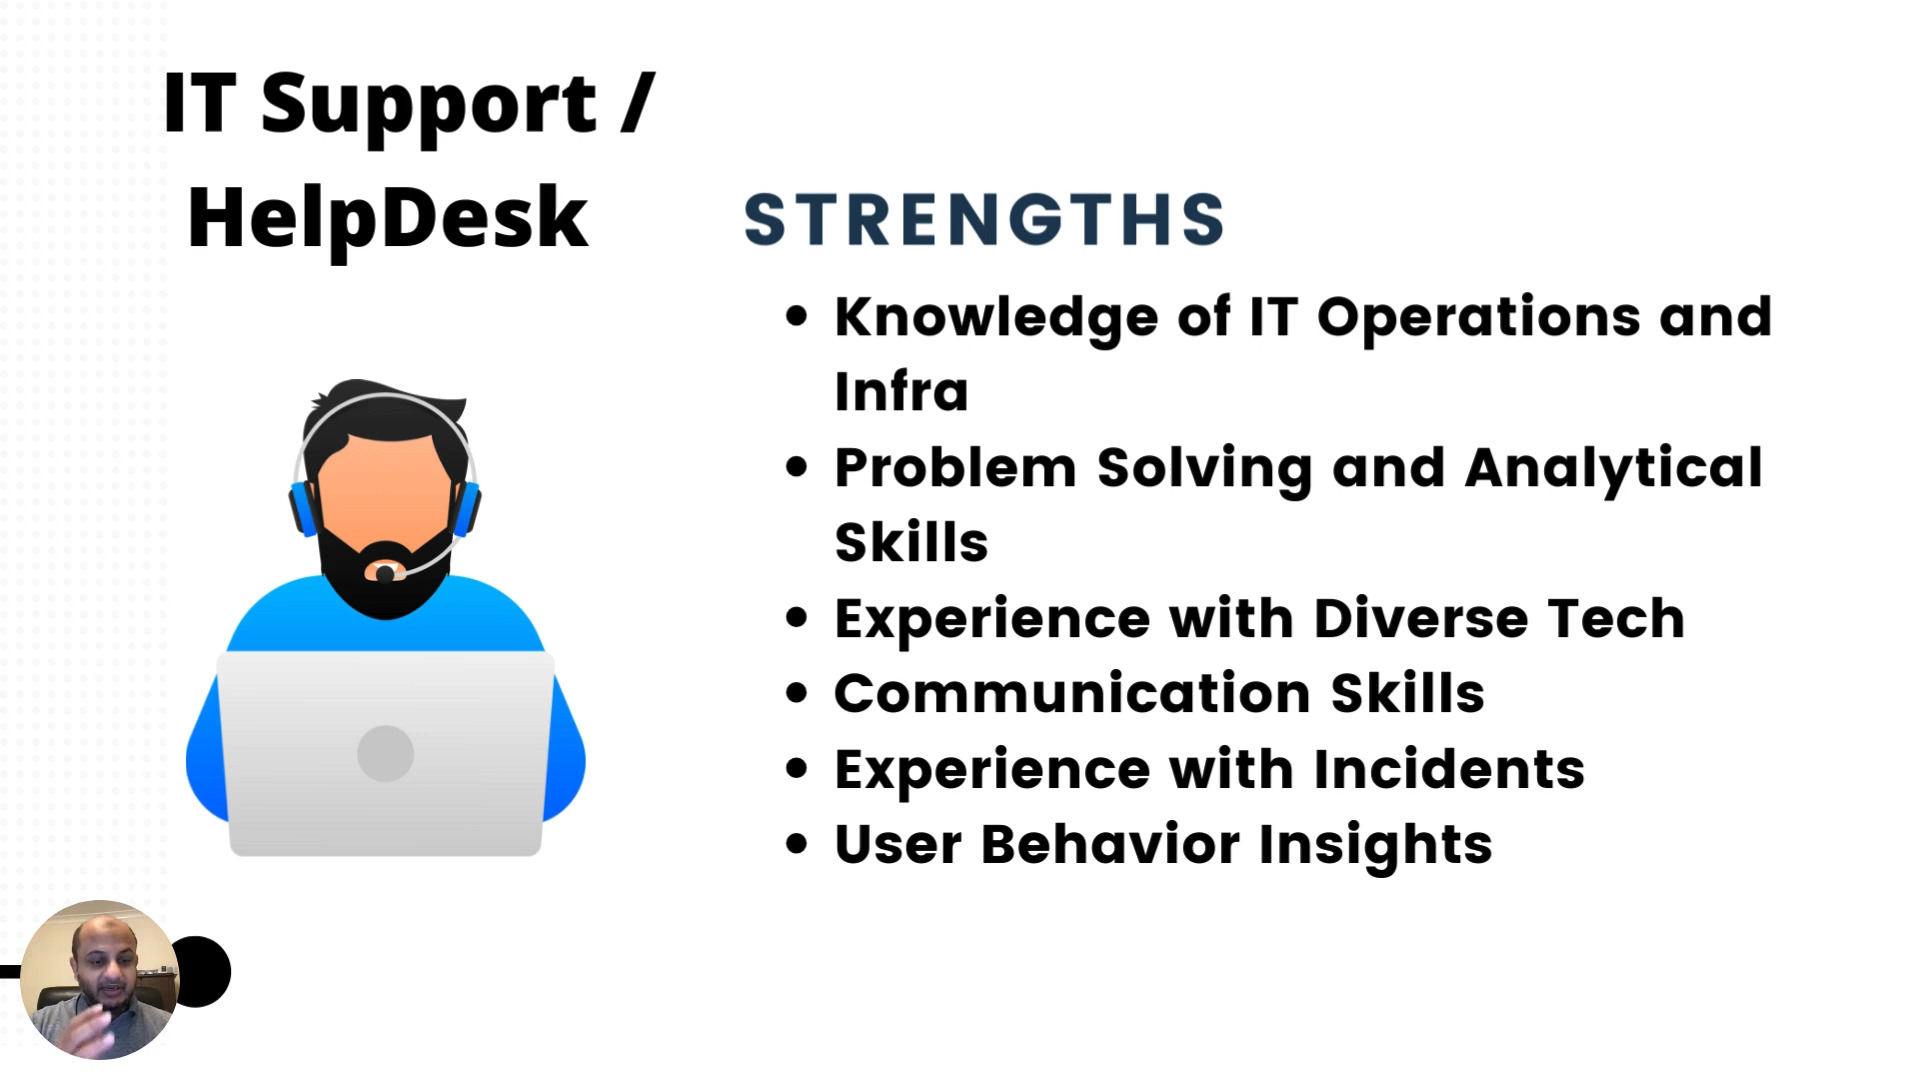 IT Support /
HelpDesk
STRENGTHS
• Knowledge of IT Operations and
Infra
• Problem Solving and Analytical
Skills
• Experience with Diverse Tech
• Communication Skills
• Experience with Incidents
• User Behavior Insights